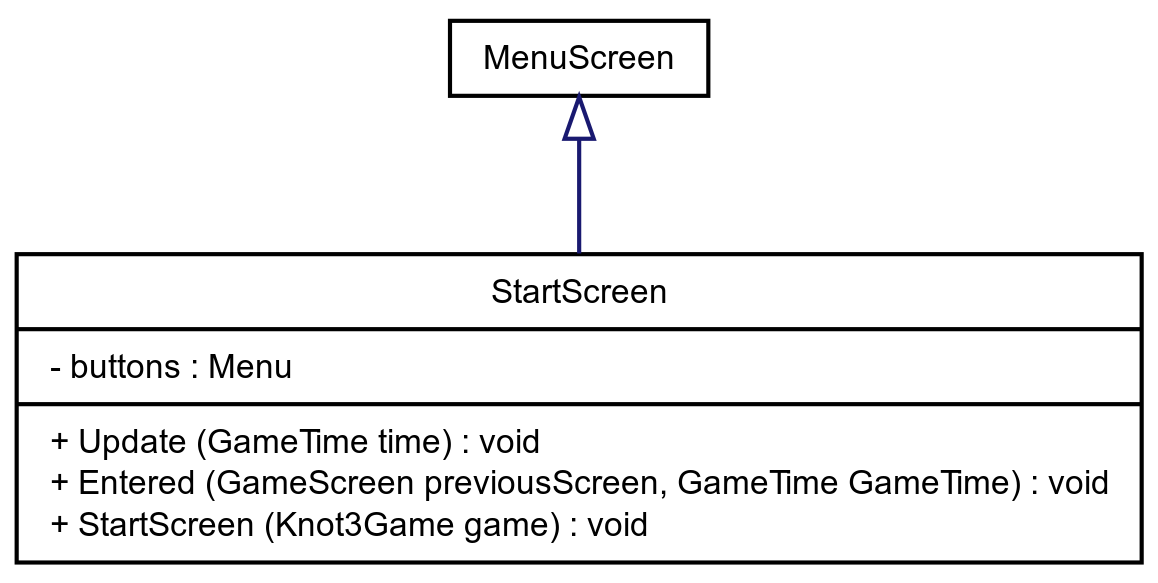 MenuScreen
StartScreen
- buttons : Menu
+ Update (GameTime time) : void
+ Entered (GameScreen previousScreen, GameTime GameTime) : void
+ StartScreen (Knot3Game game) : void